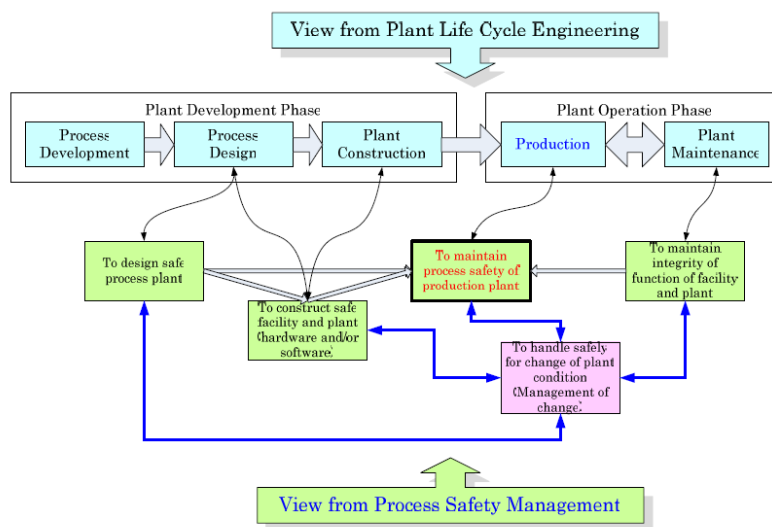 View from Plant Life Cycle Engineering
Plant Development Phase
Plant Operation Phase
Process
Development
Process
Design
Plant
Construction
Production
Plant
Maintenance
To design safe
process plant
To maintain
process safety of
production plant
To maintain
integrity of
function of facility
and plant
To construct safe
facility and plant
(hardware and/or
software)
To handle safely
for change of plant
condition
(Management of
change)
View from Process Safety Management